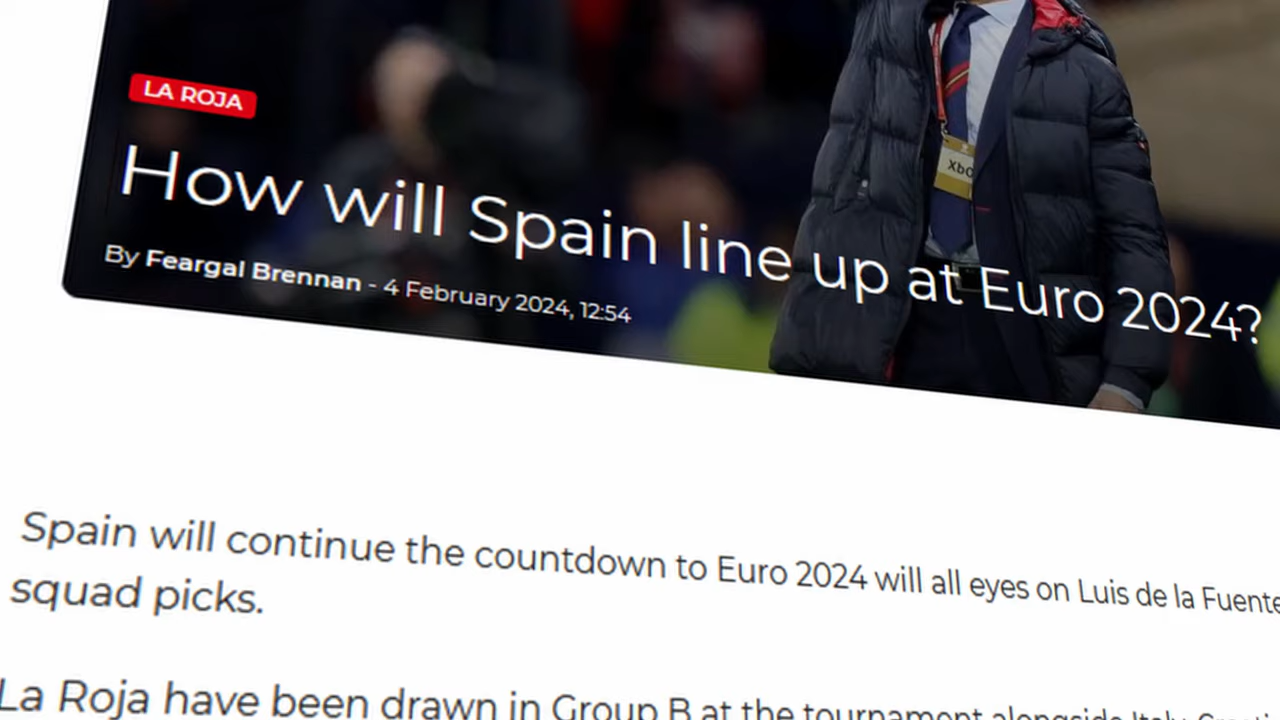 LA ROJA
How will Spain line up at Euro 2024?
By Feargal Brennan - 4 February 2024, 12:54
Spain will continue the countdown to Euro 2024 will all eyes on Luis de la Fuente
squad picks.
La Roja have been drawn in Group B at the tournament alongside Italy,